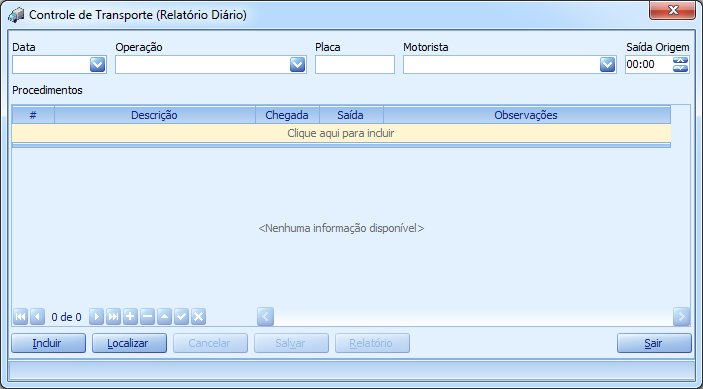 Controle de Transporte (Relatório Diário)
Data Operação Placa Motorista Saída Origem
00:00
Procedimentos
# Descrição Chegada Saída Observações
Clique aqui para incluir
<Nenhuma informação disponível>
0 de 0
Incluir Localizar Cancelar Salvar Relatório Sair